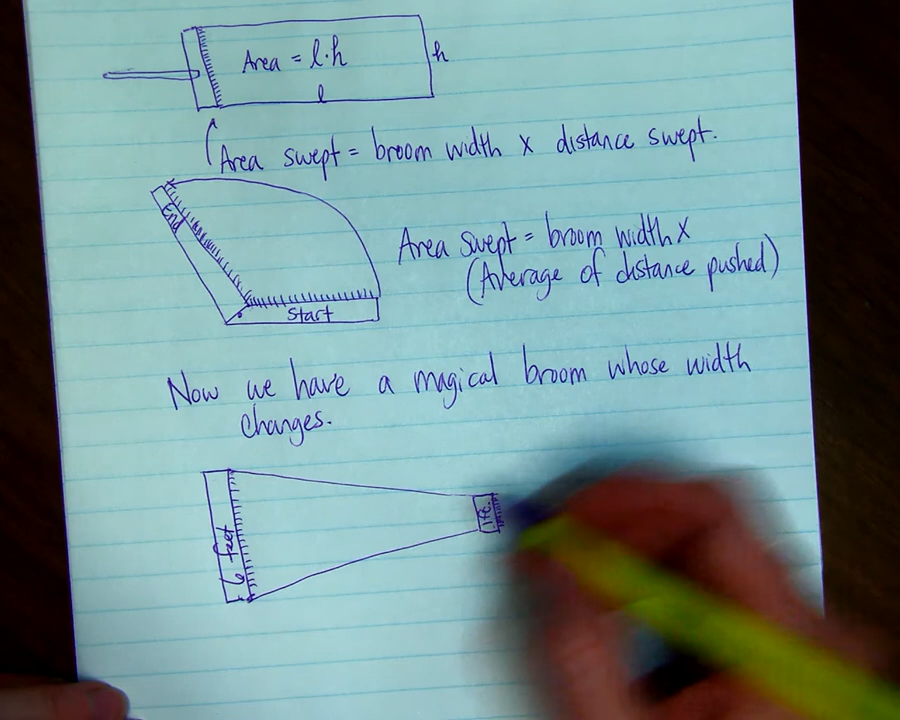 Area = l·h
h
l
Area swept = broom width x distance swept.
End
Start
Area swept = broom width x
(Average of distance pushed)
Now we have a magical broom whose width
changes.
6 feet
1 ft.